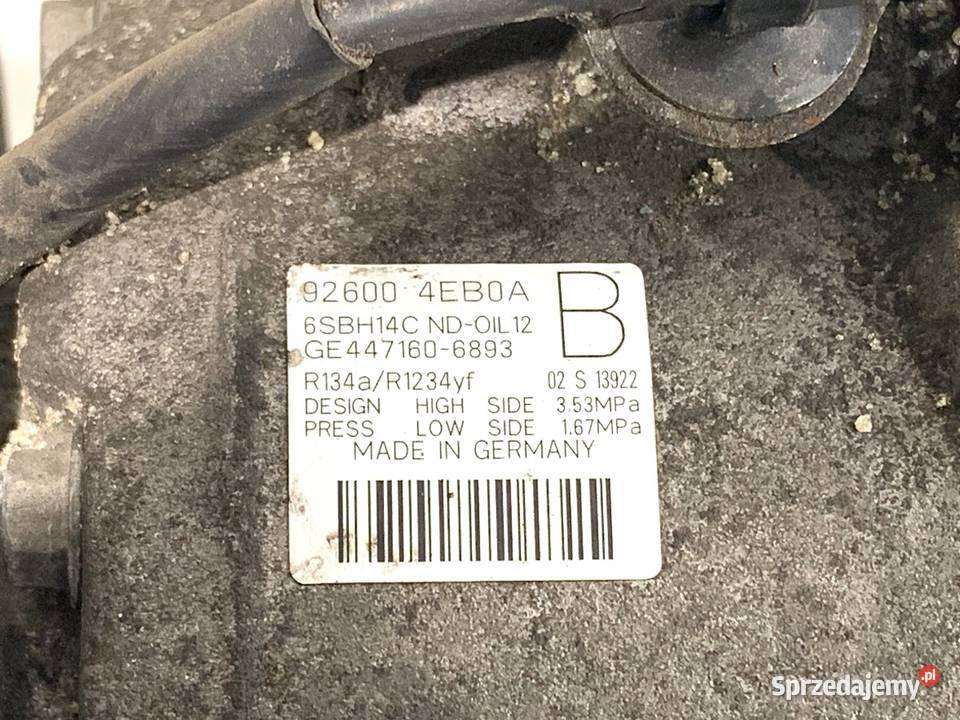 92600 4EB0A B
6SBH14C ND-OIL12
GE447160-6893
R134a/R1234yf 02 S 13922
DESIGN HIGH SIDE 3.53MPa
PRESS LOW SIDE 1.67MPa
MADE IN GERMANY
Sprzedajemy.pl